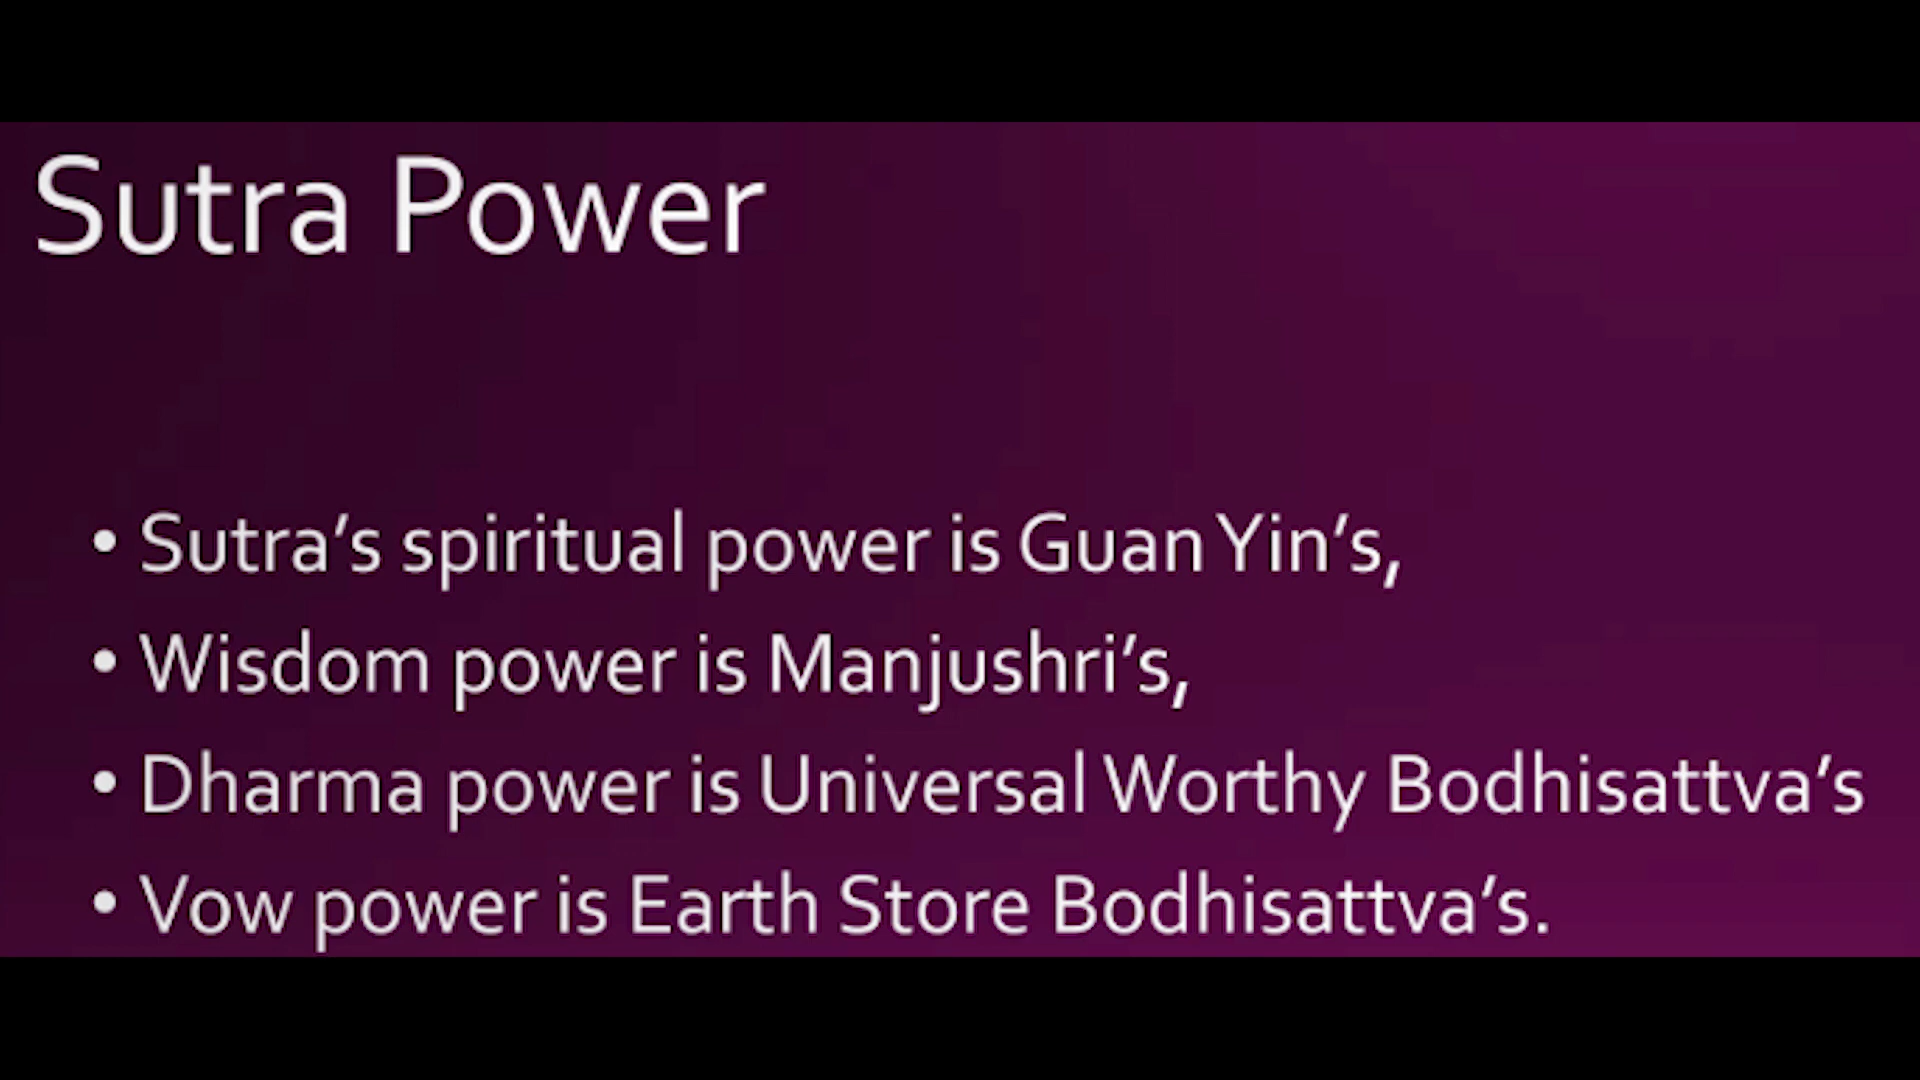 Sutra Power
• Sutra’s spiritual power is Guan Yin’s,
• Wisdom power is Manjushri’s,
• Dharma power is Universal Worthy Bodhisattva’s
• Vow power is Earth Store Bodhisattva’s.